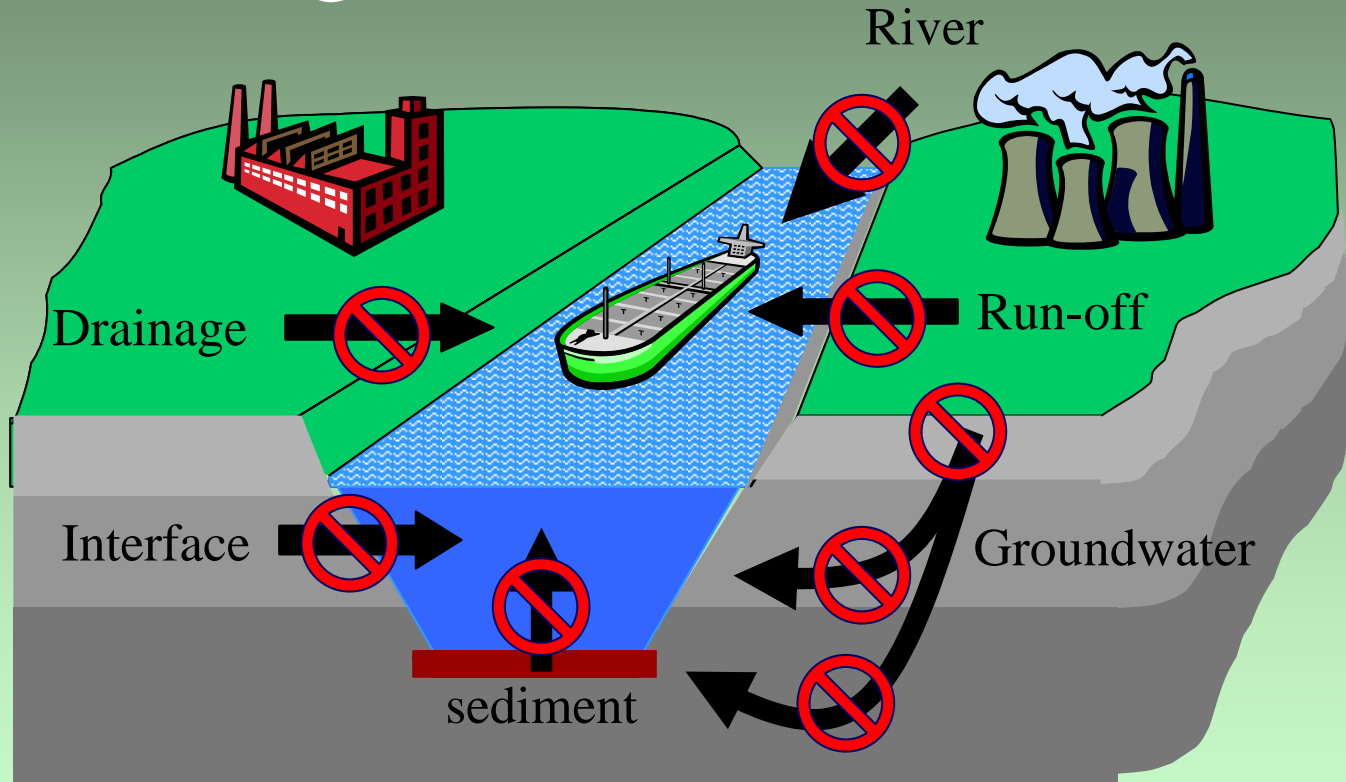 River
Drainage
Run-off
Interface
Groundwater
sediment